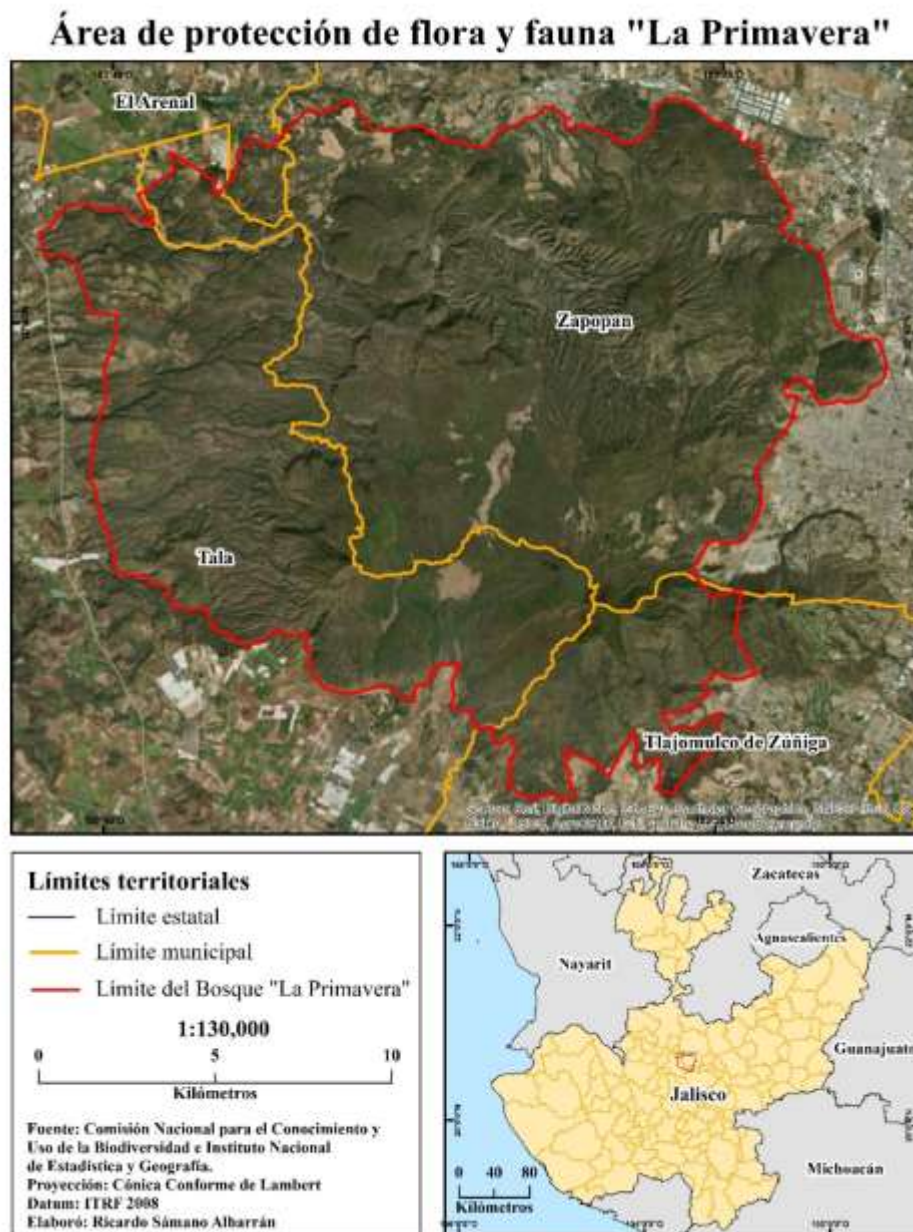 Área de protección de flora y fauna "La Primavera"
El Arenal
Zapopan
Tala
Tlajomulco de Zúñiga
Límites territoriales
Límite estatal
Límite municipal
Límite del Bosque "La Primavera"
1:130,000
0 5 10
Kilómetros
Fuente: Comisión Nacional para el Conocimiento y
Uso de la Biodiversidad e Instituto Nacional
de Estadística y Geografía.
Proyección: Cónica Conforme de Lambert
Datum: ITRF 2008
Elaboró: Ricardo Sámano Albarrán
Zacatecas
Aguascalientes
Nayarit
Guanajuato
Jalisco
Michoacán
0 40 80
Kilómetros